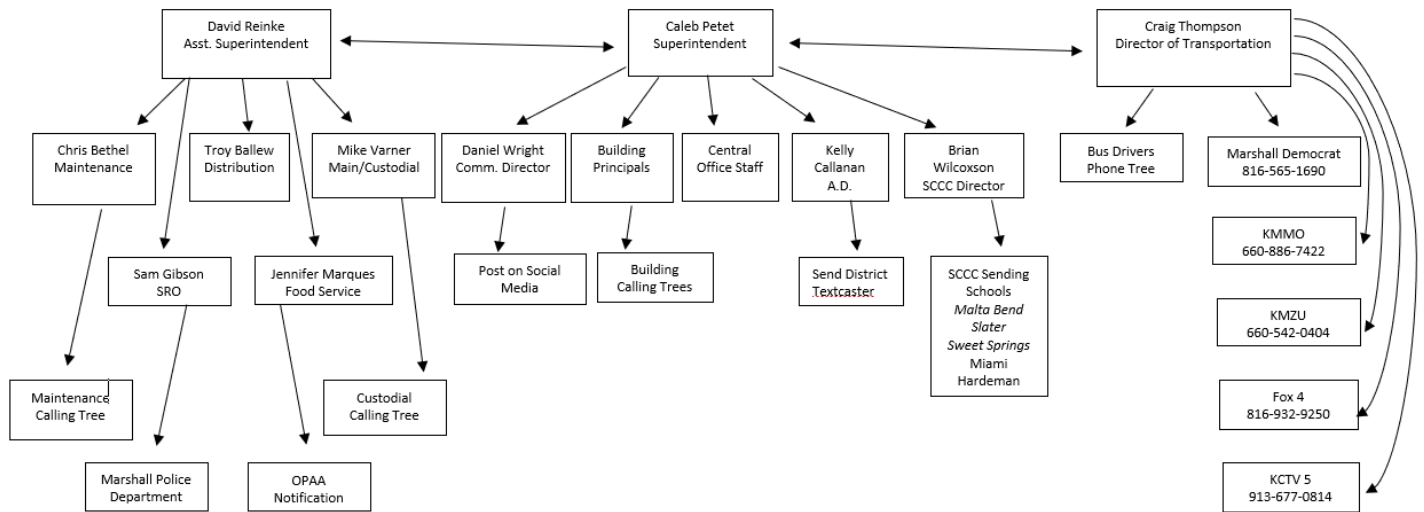 David Reinke
Asst. Superintendent
Caleb Petet
Superintendent
Craig Thompson
Director of Transportation
Chris Bethel
Maintenance
Troy Ballew
Distribution
Mike Varner
Main/Custodial
Daniel Wright
Comm. Director
Building
Principals
Central
Office Staff
Kelly
Callanan
A.D.
Brian
Wilcoxson
SCCC Director
Bus Drivers
Phone Tree
Marshall Democrat
816-565-1690
Sam Gibson
SRO
Jennifer Marques
Food Service
Post on Social
Media
Building
Calling Trees
Send District
Textcaster
SCCC Sending
Schools
Malta Bend
Slater
Sweet Springs
Miami
Hardeman
KMMO
660-886-7422
KMZU
660-542-0404
Maintenance
Calling Tree
Custodial
Calling Tree
Fox 4
816-932-9250
Marshall Police
Department
OPAA
Notification
KCTV 5
913-677-0814